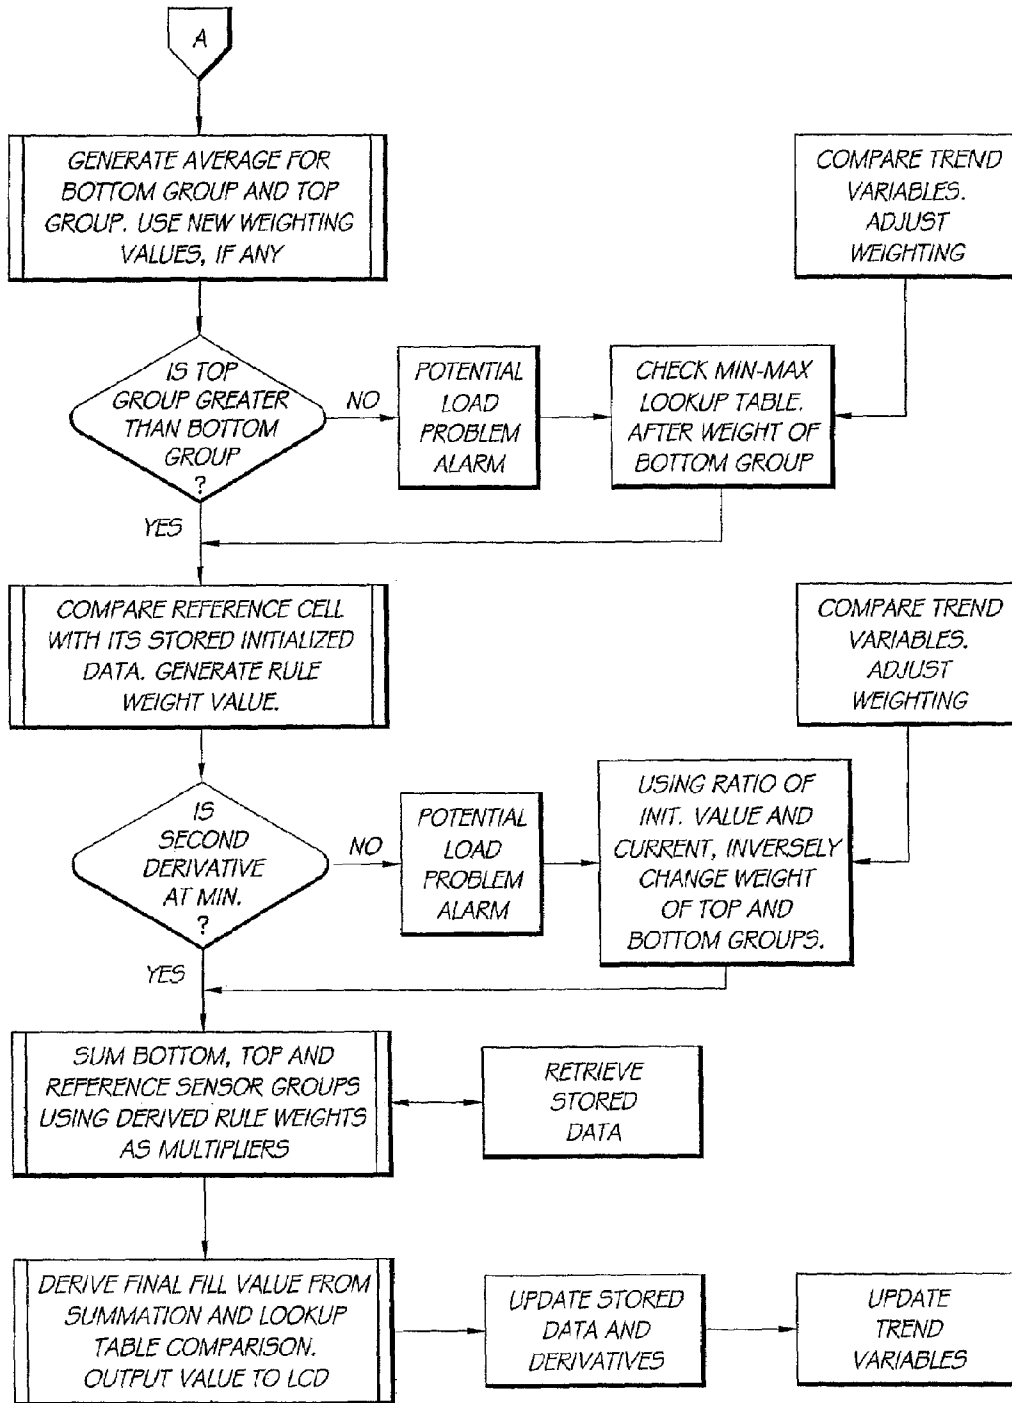 A
GENERATE AVERAGE FOR
BOTTOM GROUP AND TOP
GROUP. USE NEW WEIGHTING
VALUES, IF ANY
COMPARE TREND
VARIABLES.
ADJUST
WEIGHTING
IS TOP
GROUP GREATER
THAN BOTTOM
GROUP
?
NO
POTENTIAL
LOAD
PROBLEM
ALARM
CHECK MIN-MAX
LOOKUP TABLE.
AFTER WEIGHT OF
BOTTOM GROUP
YES
COMPARE REFERENCE CELL
WITH ITS STORED INITIALIZED
DATA. GENERATE RULE
WEIGHT VALUE.
COMPARE TREND
VARIABLES.
ADJUST
WEIGHTING
IS
SECOND
DERIVATIVE
AT MIN.
?
NO
POTENTIAL
LOAD
PROBLEM
ALARM
USING RATIO OF
INIT. VALUE AND
CURRENT, INVERSELY
CHANGE WEIGHT
OF TOP AND
BOTTOM GROUPS.
YES
SUM BOTTOM, TOP AND
REFERENCE SENSOR GROUPS
USING DERIVED RULE WEIGHTS
AS MULTIPLIERS
RETRIEVE
STORED
DATA
DERIVE FINAL FILL VALUE FROM
SUMMATION AND LOOKUP
TABLE COMPARISON.
OUTPUT VALUE TO LCD
UPDATE STORED
DATA AND
DERIVATIVES
UPDATE
TREND
VARIABLES